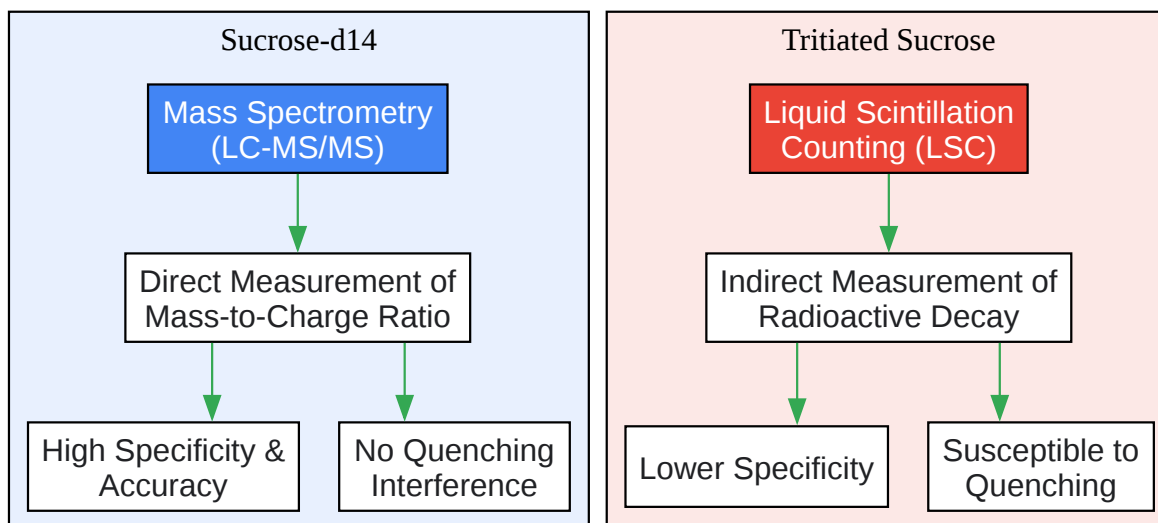 Sucrose-d14
Mass Spectrometry
(LC-MS/MS)
Direct Measurement of
Mass-to-Charge Ratio
High Specificity &
Accuracy
No Quenching
Interference
Tritiated Sucrose
Liquid Scintillation
Counting (LSC)
Indirect Measurement of
Radioactive Decay
Lower Specificity
Susceptible to
Quenching